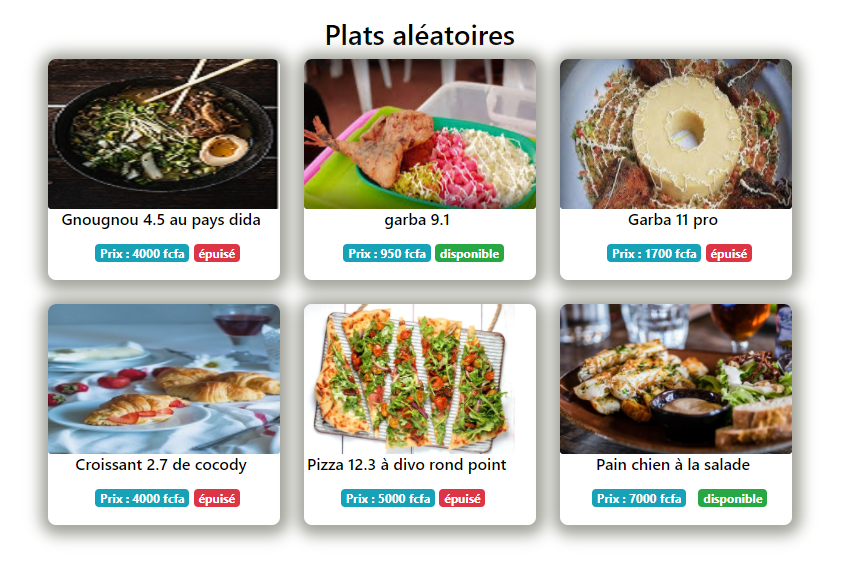 Plats aléatoires
Gnougnou 4.5 au pays dida
Prix : 4000 fcfa épuisé
garba 9.1
Prix : 950 fcfa disponible
Garba 11 pro
Prix : 1700 fcfa épuisé
Croissant 2.7 de cocody
Prix : 4000 fcfa épuisé
Pizza 12.3 à divo rond point
Prix : 5000 fcfa épuisé
Pain chien à la salade
Prix : 7000 fcfa disponible